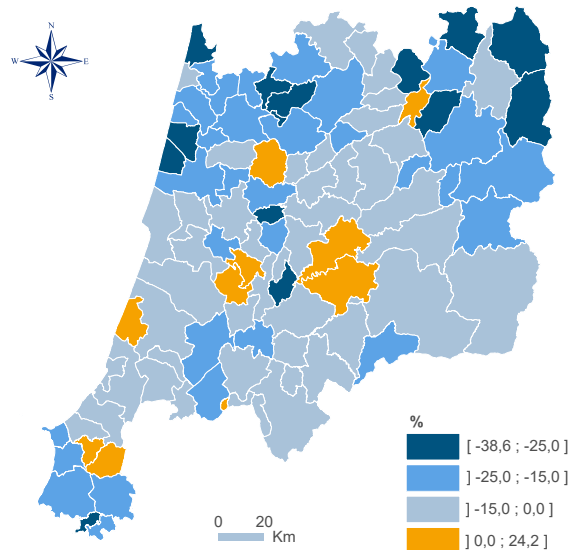 N
W E
S
%
[ -38,6 ; -25,0 ]
] -25,0 ; -15,0 ]
] -15,0 ; 0,0 ]
] 0,0 ; 24,2 ]
0 20
Km